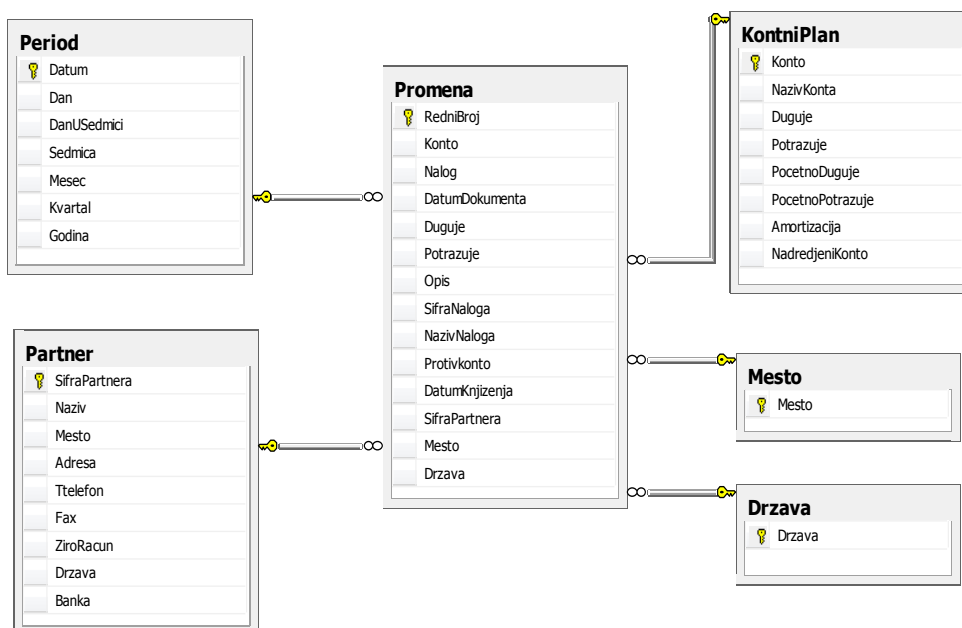 Period
Datum
Dan
DanUSedmici
Sedmica
Mesec
Kvartal
Godina
Partner
SifraPartnera
Naziv
Mesto
Adresa
Ttelefon
Fax
ZiroRacun
Drzava
Banka
Promena
RedniBroj
Konto
Nalog
DatumDokumenta
Duguje
Potrazuje
Opis
SifraNaloga
NazivNaloga
Protivkonto
DatumKnjizenja
SifraPartnera
Mesto
Drzava
KontniPlan
Konto
NazivKonta
Duguje
Potrazuje
PocetnoDuguje
PocetnoPotrazuje
Amortizacija
NadredjeniKonto
Mesto
Mesto
Drzava
Drzava